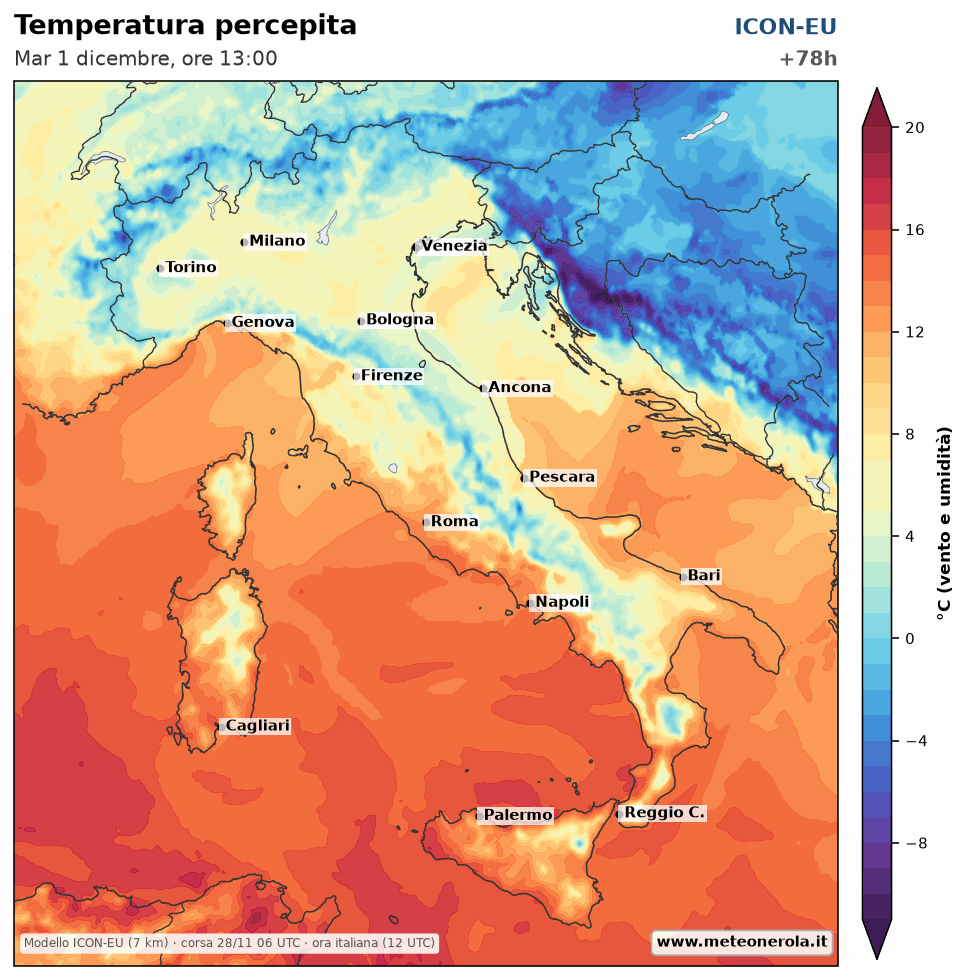 Temperatura percepita
ICON-EU
Mar 1 dicembre, ore 13:00
+78h
Milano
Venezia
Torino
Genova
Bologna
Firenze
Ancona
Pescara
Roma
Bari
Napoli
Cagliari
Palermo
Reggio C.
20
16
12
8
4
0
−4
−8
°C (vento e umidità)
Modello ICON-EU (7 km) · corsa 28/11 06 UTC · ora italiana (12 UTC)
www.meteonerola.it